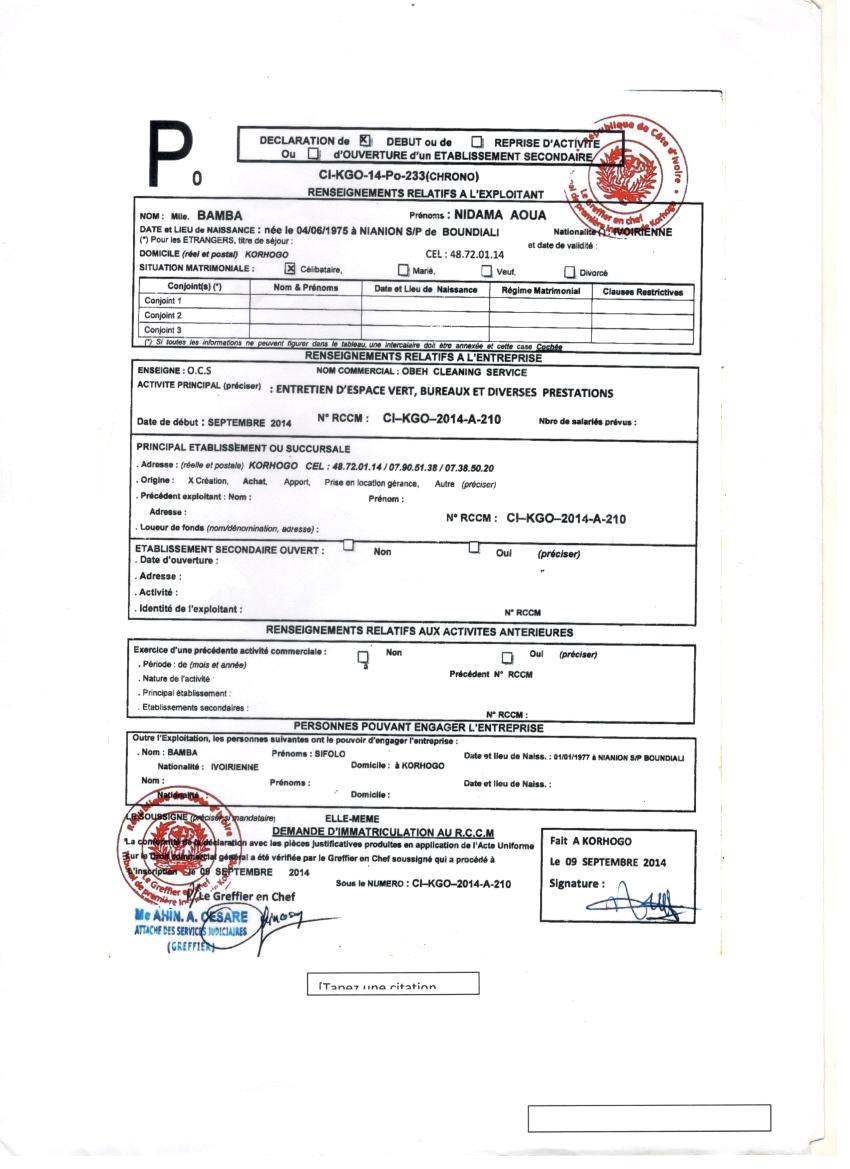 P0
DECLARATION de ☒ DEBUT ou de ☐ REPRISE D'ACTIVITE
Ou ☐ d'OUVERTURE d'un ETABLISSEMENT SECONDAIRE
République de Côte d'Ivoire
Le Greffier en chef
CI-KGO-14-Po-233(CHRONO)
RENSEIGNEMENTS RELATIFS A L'EXPLOITANT
NOM : Mlle. BAMBA Prénoms : NIDAMA AOUA
DATE et LIEU de NAISSANCE : née le 04/06/1975 à NIANION S/P de BOUNDIALI Nationalité : IVOIRIENNE
(*) Pour les ETRANGERS, titre de séjour : et date de validité :
DOMICILE (réel et postal) KORHOGO CEL : 48.72.01.14
SITUATION MATRIMONIALE : ☒ Célibataire, ☐ Marié, ☐ Veuf, ☐ Divorcé
Conjoint(s) (*) Nom & Prénoms Date et Lieu de Naissance Régime Matrimonial Clauses Restrictives
Conjoint 1
Conjoint 2
Conjoint 3
(*) Si toutes les informations ne peuvent figurer dans le tableau, une intercalaire doit être annexée et cette case Cochée
RENSEIGNEMENTS RELATIFS A L'ENTREPRISE
ENSEIGNE : O.C.S NOM COMMERCIAL : OBEH CLEANING SERVICE
ACTIVITE PRINCIPAL (préciser) : ENTRETIEN D'ESPACE VERT, BUREAUX ET DIVERSES PRESTATIONS
Date de début : SEPTEMBRE 2014 N° RCCM : CI–KGO–2014-A-210 Nbre de salariés prévus :
PRINCIPAL ETABLISSEMENT OU SUCCURSALE
. Adresse : (réelle et postale) KORHOGO CEL : 48.72.01.14 / 07.90.51.38 / 07.38.50.20
. Origine : X Création, Achat, Apport, Prise en location gérance, Autre (préciser)
. Précédent exploitant : Nom : Prénom :
Adresse : N° RCCM : CI–KGO–2014-A-210
. Loueur de fonds (nom/dénomination, adresse) :
ETABLISSEMENT SECONDAIRE OUVERT : ☐ Non ☐ Oui (préciser)
. Date d'ouverture :
. Adresse :
. Activité :
. Identité de l'exploitant : N° RCCM
RENSEIGNEMENTS RELATIFS AUX ACTIVITES ANTERIEURES
Exercice d'une précédente activité commerciale : ☐ Non ☐ Oui (préciser)
. Période : de (mois et année) Précédent N° RCCM
. Nature de l'activité
. Principal établissement :
. Etablissements secondaires : N° RCCM :
PERSONNES POUVANT ENGAGER L'ENTREPRISE
Outre l'Exploitation, les personnes suivantes ont le pouvoir d'engager l'entreprise :
. Nom : BAMBA Prénoms : SIFOLO Date et lieu de Naiss. : 01/01/1977 à NIANION S/P BOUNDIALI
Nationalité : IVOIRIENNE Domicile : à KORHOGO
Nom : Prénoms : Date et lieu de Naiss. :
Nationalité : Domicile :
LE SOUSSIGNE (préciser si mandataire) ELLE-MEME
DEMANDE D'IMMATRICULATION AU R.C.C.M
La conformité de la déclaration avec les pièces justificatives produites en application de l'Acte Uniforme
sur le Droit commercial général a été vérifiée par le Greffier en Chef soussigné qui a procédé à
L'inscription le 09 SEPTEMBRE 2014
Sous le NUMERO : CI–KGO-2014-A-210
P/Le Greffier en Chef
République de Côte d'Ivoire
Le Greffier en chef
Me AHIN. A. CESARE
ATTACHE DES SERVICES JUDICIAIRES
(GREFFIER)
Fait A KORHOGO
Le 09 SEPTEMBRE 2014
Signature :
[Tapez une citation